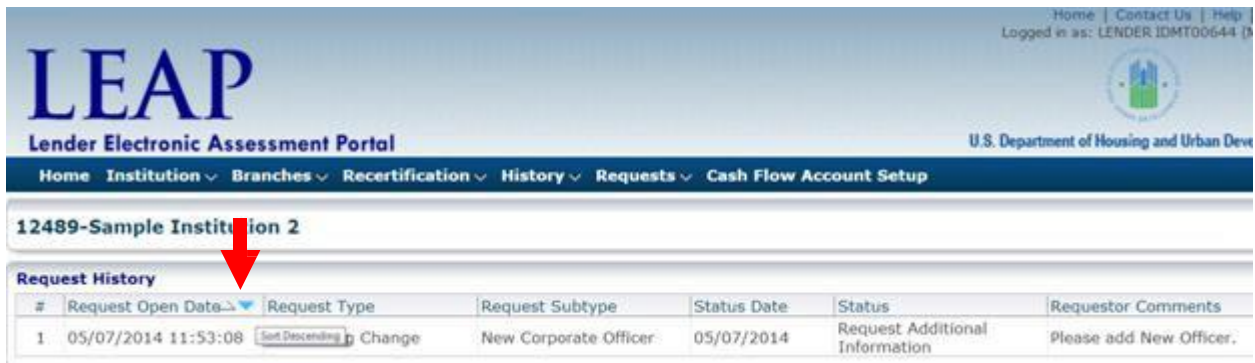 Home | Contact Us | Help |
Logged in as: LENDER IDMT00644 (M
LEAP
Lender Electronic Assessment Portal
U.S. Department of Housing and Urban Deve
Home Institution Branches Recertification History Requests Cash Flow Account Setup
12489-Sample Institution 2
Request History
# Request Open Date Request Type Request Subtype Status Date Status Requestor Comments
1 05/07/2014 11:53:08 Sort Descending p Change New Corporate Officer 05/07/2014 Request Additional Information Please add New Officer.